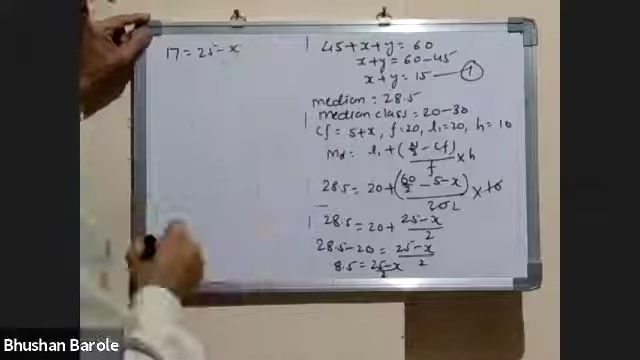 17 = 25 - x
45 + x + y = 60
x + y = 60 - 45
x + y = 15 — 1
median = 28.5
median class = 20 - 30
Cf = 5 + x, f = 20, l₁ = 20, h = 10
Md = l₁ + (N/2 - Cf)/f × h
28.5 = 20 + (60/2 - 5 - x)/20 2 × 10
28.5 = 20 + 25 - x/2
28.5 - 20 = 25 - x/2
8.5 = 25 - x/2
Bhushan Barole